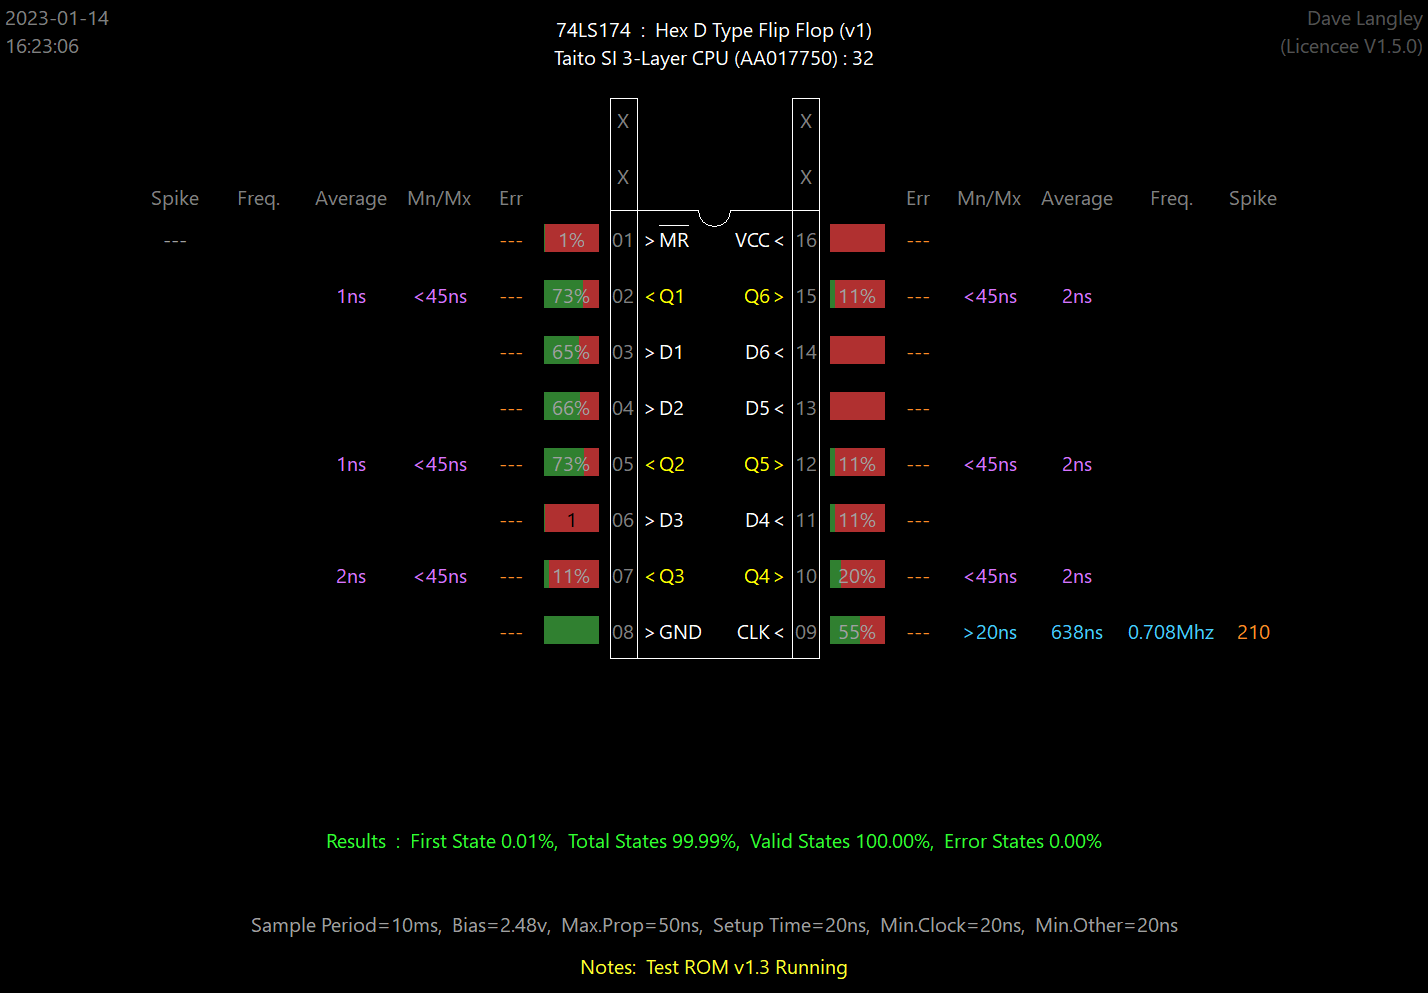 2023-01-14 74LS174 : Hex D Type Flip Flop (v1) Dave Langley
16:23:06 Taito SI 3-Layer CPU (AA017750) : 32 (Licencee V1.5.0)
X X
X X
Spike Freq. Average Mn/Mx Err Err Mn/Mx Average Freq. Spike
--- --- 1% 01 > MR VCC < 16 ---
1ns <45ns --- 73% 02 < Q1 Q6 > 15 11% --- <45ns 2ns
--- 65% 03 > D1 D6 < 14 ---
--- 66% 04 > D2 D5 < 13 ---
1ns <45ns --- 73% 05 < Q2 Q5 > 12 11% --- <45ns 2ns
--- 1 06 > D3 D4 < 11 11% ---
2ns <45ns --- 11% 07 < Q3 Q4 > 10 20% --- <45ns 2ns
--- 08 > GND CLK < 09 55% --- >20ns 638ns 0.708Mhz 210
Results : First State 0.01%, Total States 99.99%, Valid States 100.00%, Error States 0.00%
Sample Period=10ms, Bias=2.48v, Max.Prop=50ns, Setup Time=20ns, Min.Clock=20ns, Min.Other=20ns
Notes: Test ROM v1.3 Running